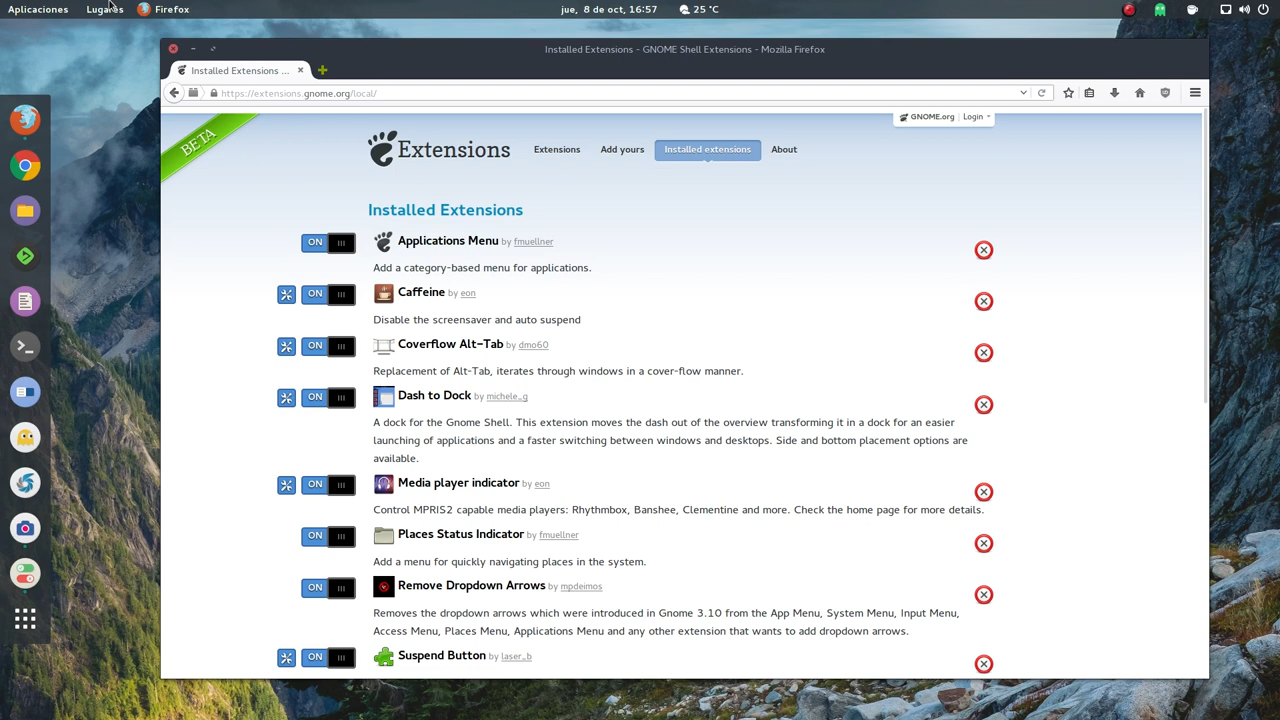 Aplicaciones Lugares Firefox jue, 8 de oct, 16:57 25 °C
Installed Extensions - GNOME Shell Extensions - Mozilla Firefox
Installed Extensions ...
https://extensions.gnome.org/local/
BETA
GNOME.org Login
Extensions Extensions Add yours Installed extensions About
Installed Extensions
ON Applications Menu by fmuellner
Add a category-based menu for applications.
ON Caffeine by eon
Disable the screensaver and auto suspend
ON Coverflow Alt-Tab by dmo60
Replacement of Alt-Tab, iterates through windows in a cover-flow manner.
ON Dash to Dock by michele_g
A dock for the Gnome Shell. This extension moves the dash out of the overview transforming it in a dock for an easier
launching of applications and a faster switching between windows and desktops. Side and bottom placement options are
available.
ON Media player indicator by eon
Control MPRIS2 capable media players: Rhythmbox, Banshee, Clementine and more. Check the home page for more details.
ON Places Status Indicator by fmuellner
Add a menu for quickly navigating places in the system.
ON Remove Dropdown Arrows by mpdeimos
Removes the dropdown arrows which were introduced in Gnome 3.10 from the App Menu, System Menu, Input Menu,
Access Menu, Places Menu, Applications Menu and any other extension that wants to add dropdown arrows.
ON Suspend Button by laser_b